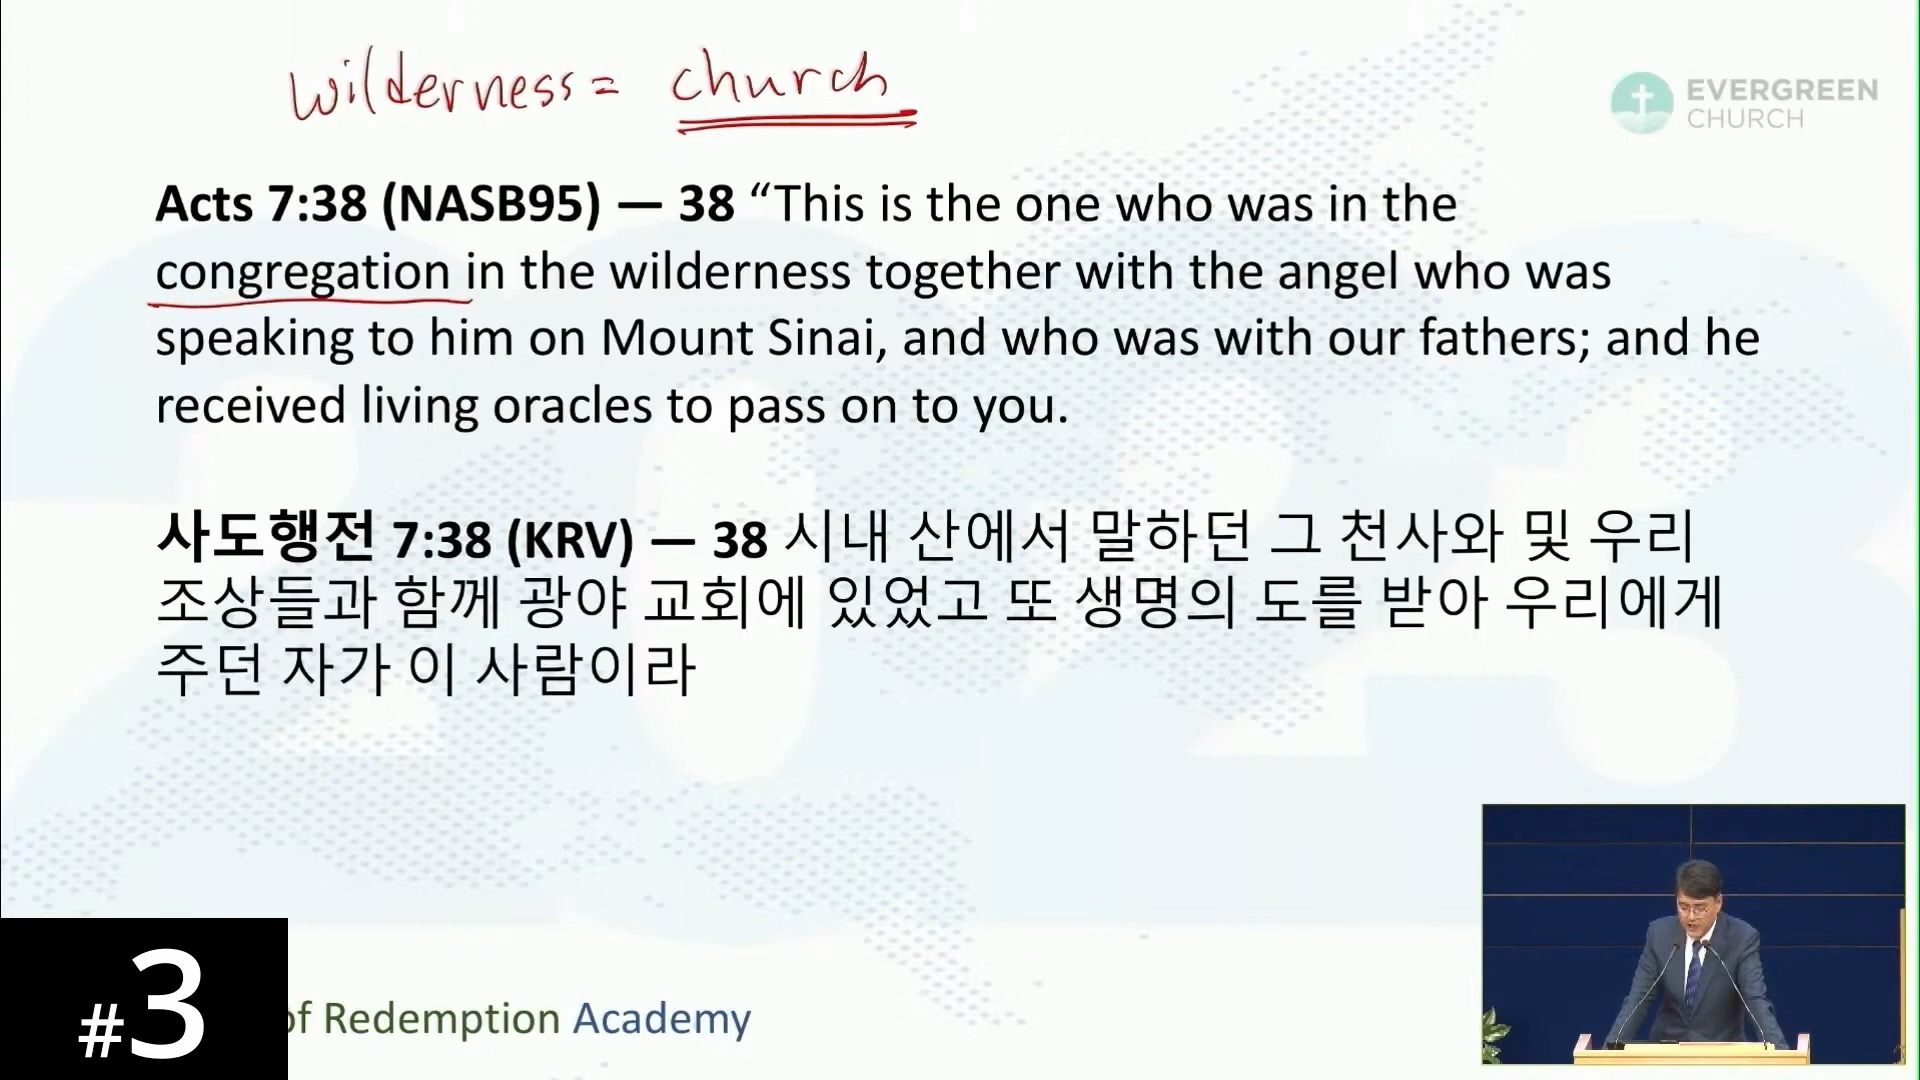 wilderness = church
EVERGREEN
CHURCH
Acts 7:38 (NASB95) — 38 “This is the one who was in the
congregation in the wilderness together with the angel who was
speaking to him on Mount Sinai, and who was with our fathers; and he
received living oracles to pass on to you.
사도행전 7:38 (KRV) — 38 시내 산에서 말하던 그 천사와 및 우리
조상들과 함께 광야 교회에 있었고 또 생명의 도를 받아 우리에게
주던 자가 이 사람이라
#3
of Redemption Academy